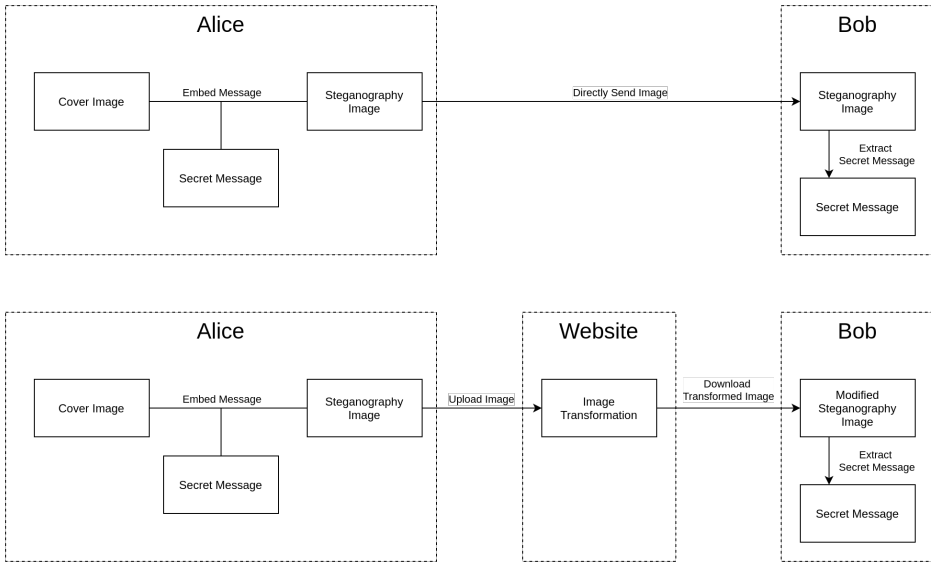 Alice
Bob
Cover Image
Embed Message
Steganography
Image
Directly Send Image
Steganography
Image
Secret Message
Extract
Secret Message
Secret Message
Alice
Website
Bob
Cover Image
Embed Message
Steganography
Image
Upload Image
Image
Transformation
Download
Transformed Image
Modified
Steganography
Image
Secret Message
Extract
Secret Message
Secret Message